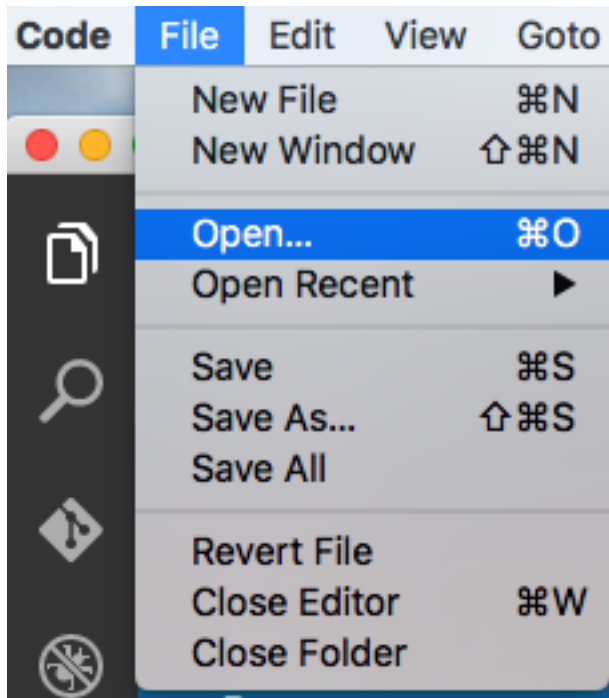 Code File Edit View Goto
New File ⌘N
New Window ⇧⌘N
Open... ⌘O
Open Recent ▶
Save ⌘S
Save As... ⇧⌘S
Save All
Revert File
Close Editor ⌘W
Close Folder